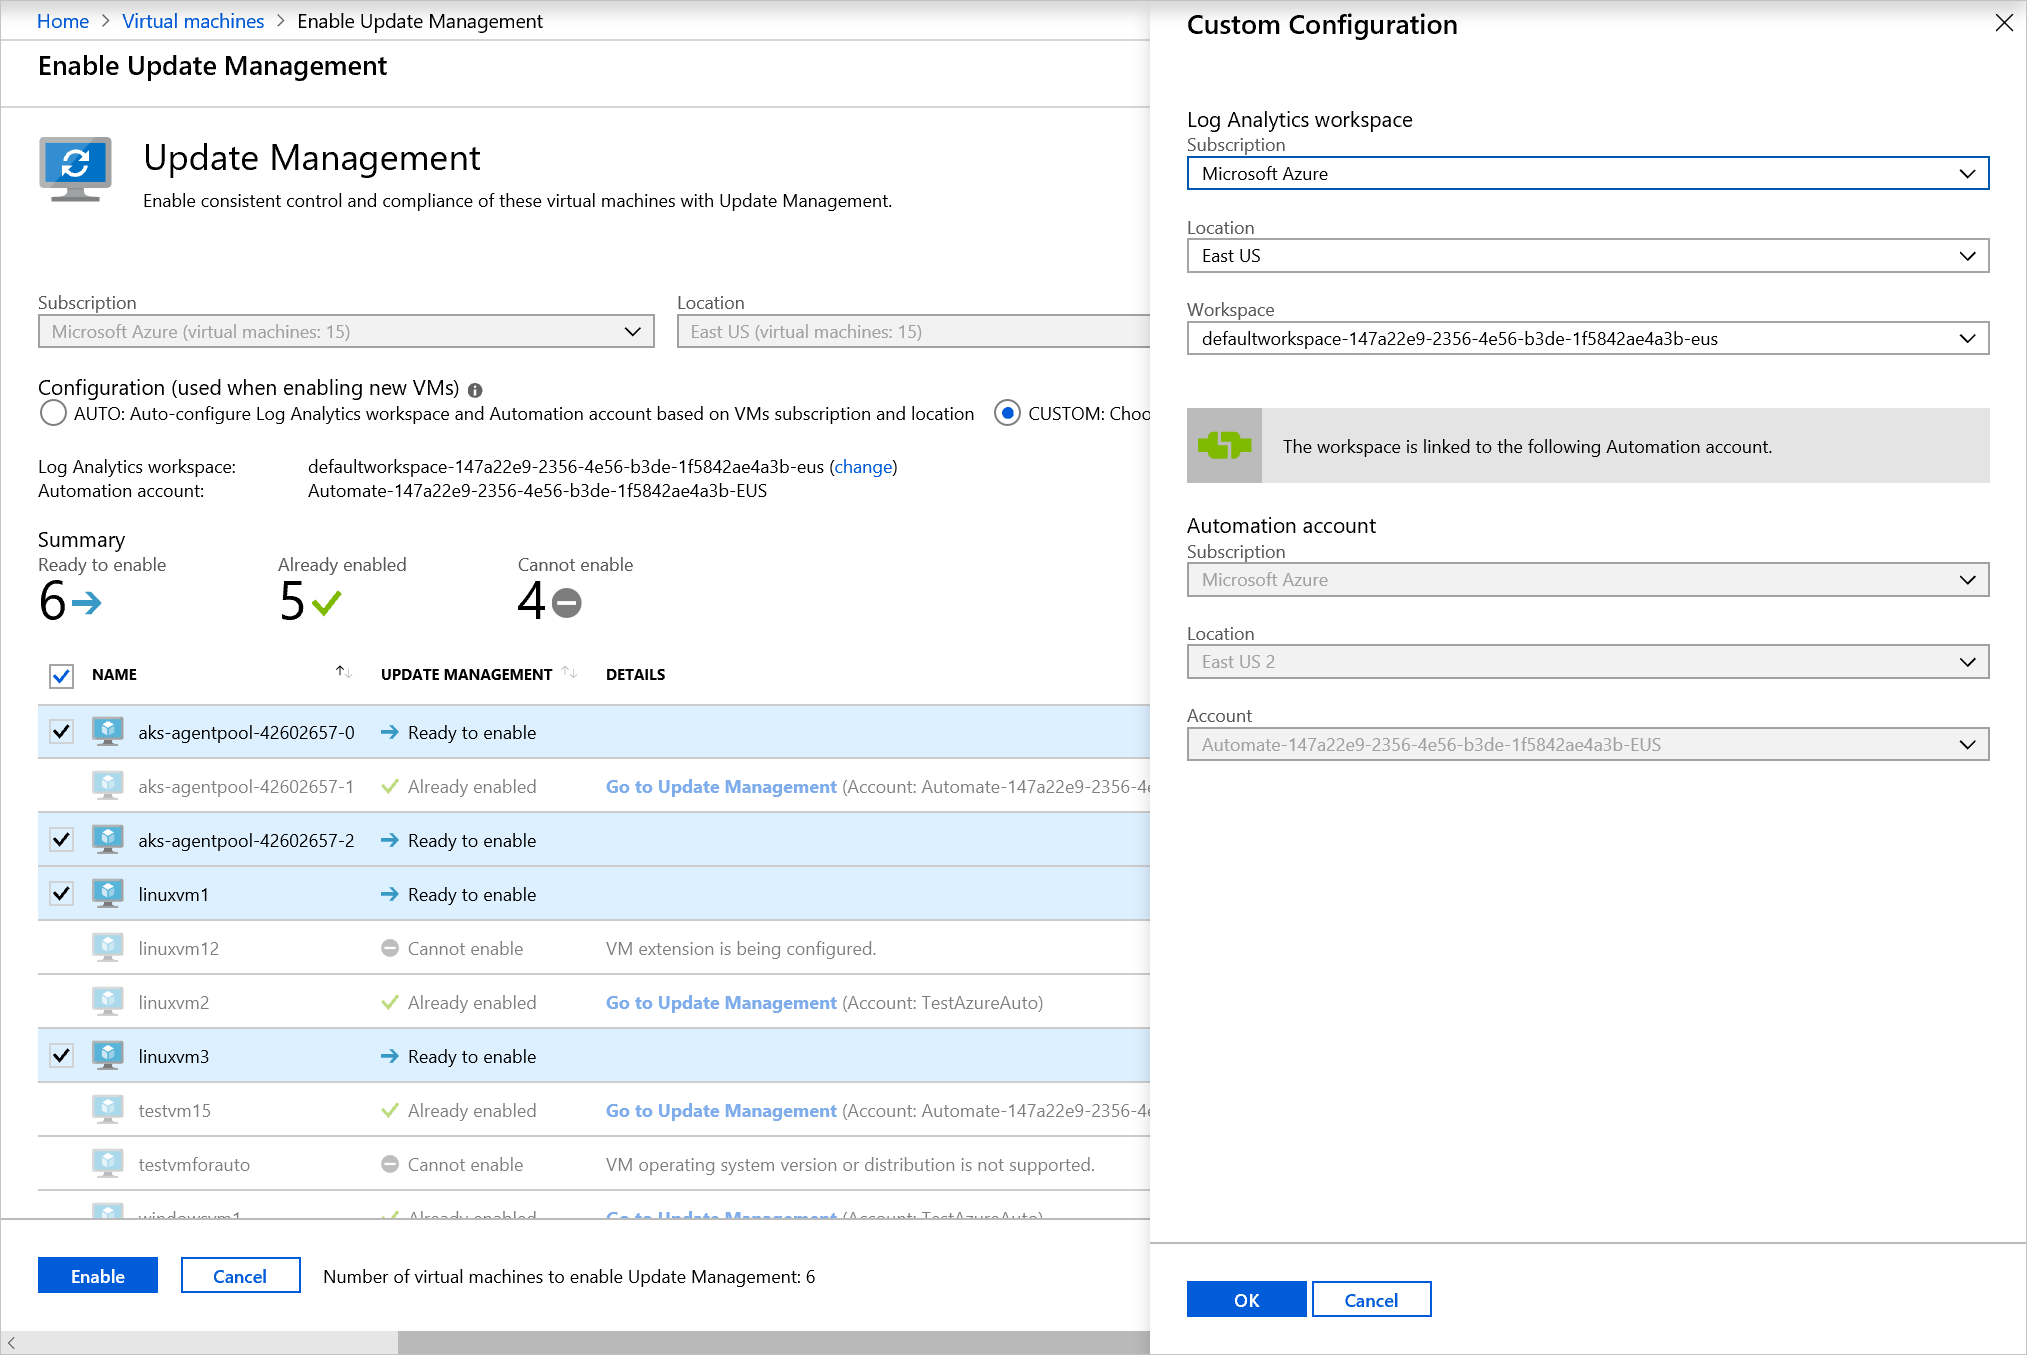 Home > Virtual machines > Enable Update Management
Enable Update Management
Update Management
Enable consistent control and compliance of these virtual machines with Update Management.
Subscription
Microsoft Azure (virtual machines: 15)
Location
East US (virtual machines: 15)
Configuration (used when enabling new VMs)
AUTO: Auto-configure Log Analytics workspace and Automation account based on VMs subscription and location
CUSTOM: Choo
Log Analytics workspace: defaultworkspace-147a22e9-2356-4e56-b3de-1f5842ae4a3b-eus (change)
Automation account: Automate-147a22e9-2356-4e56-b3de-1f5842ae4a3b-EUS
Summary
Ready to enable
6
Already enabled
5
Cannot enable
4
NAME UPDATE MANAGEMENT DETAILS
aks-agentpool-42602657-0 Ready to enable
aks-agentpool-42602657-1 Already enabled Go to Update Management (Account: Automate-147a22e9-2356-4e
aks-agentpool-42602657-2 Ready to enable
linuxvm1 Ready to enable
linuxvm12 Cannot enable VM extension is being configured.
linuxvm2 Already enabled Go to Update Management (Account: TestAzureAuto)
linuxvm3 Ready to enable
testvm15 Already enabled Go to Update Management (Account: Automate-147a22e9-2356-4e
testvmforauto Cannot enable VM operating system version or distribution is not supported.
windowsvm1 Already enabled Go to Update Management (Account: TestAzureAuto)
Enable
Cancel
Number of virtual machines to enable Update Management: 6
Custom Configuration
Log Analytics workspace
Subscription
Microsoft Azure
Location
East US
Workspace
defaultworkspace-147a22e9-2356-4e56-b3de-1f5842ae4a3b-eus
The workspace is linked to the following Automation account.
Automation account
Subscription
Microsoft Azure
Location
East US 2
Account
Automate-147a22e9-2356-4e56-b3de-1f5842ae4a3b-EUS
OK
Cancel